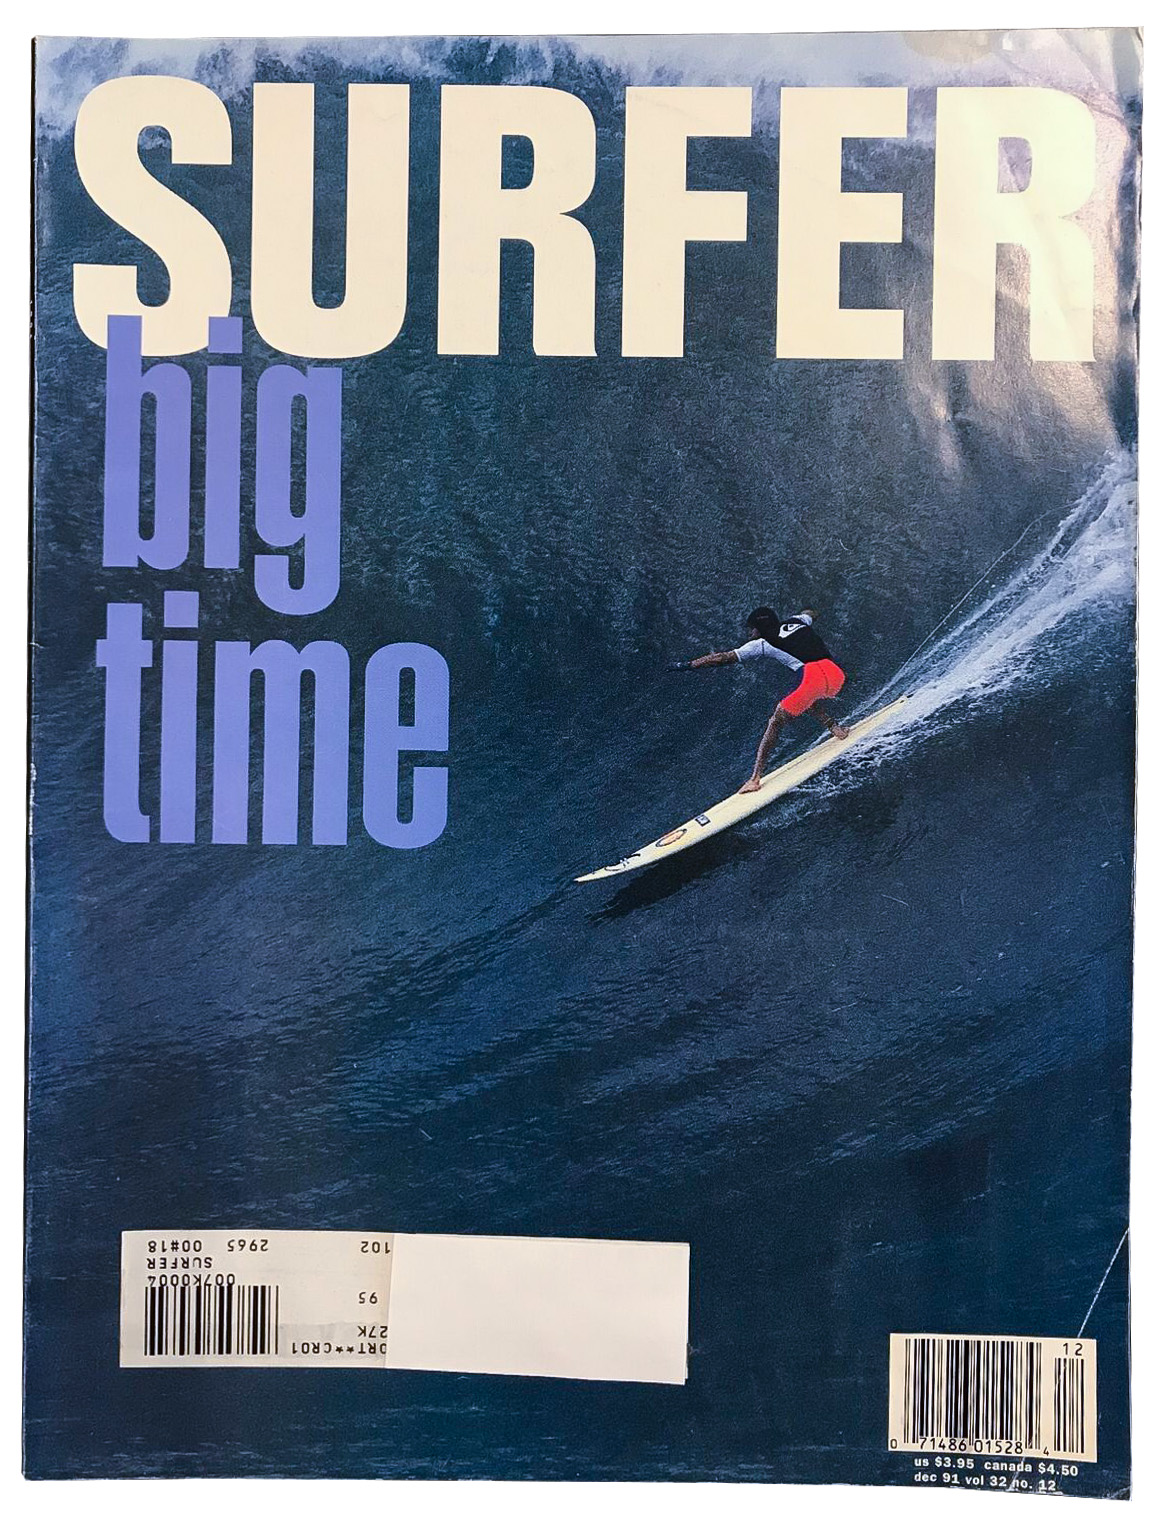 SURFER
big
time
00#18 2965 102
SURFER
007K0004
95
27K
ORT**CR01
12
0 71486 01528 4
us $3.95 canada $4.50
dec 91 vol 32 no. 12